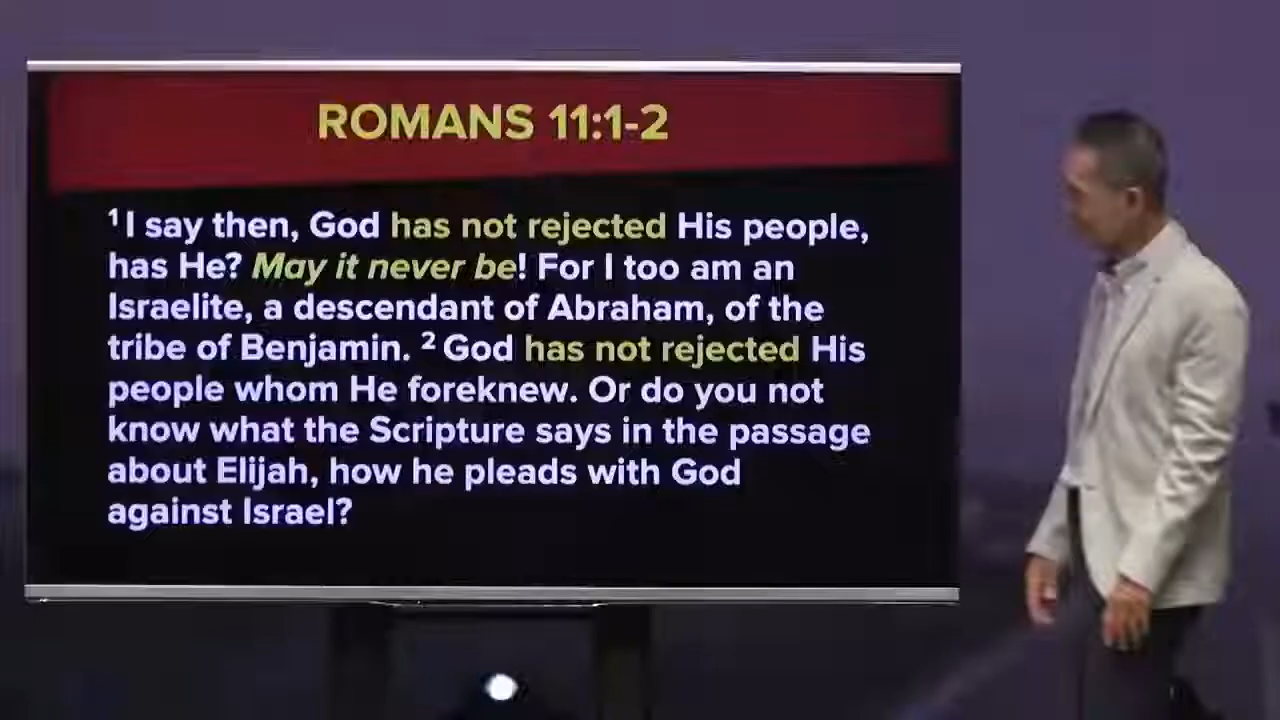 ROMANS 11:1-2
¹I say then, God has not rejected His people,
has He? May it never be! For I too am an
Israelite, a descendant of Abraham, of the
tribe of Benjamin. ²God has not rejected His
people whom He foreknew. Or do you not
know what the Scripture says in the passage
about Elijah, how he pleads with God
against Israel?